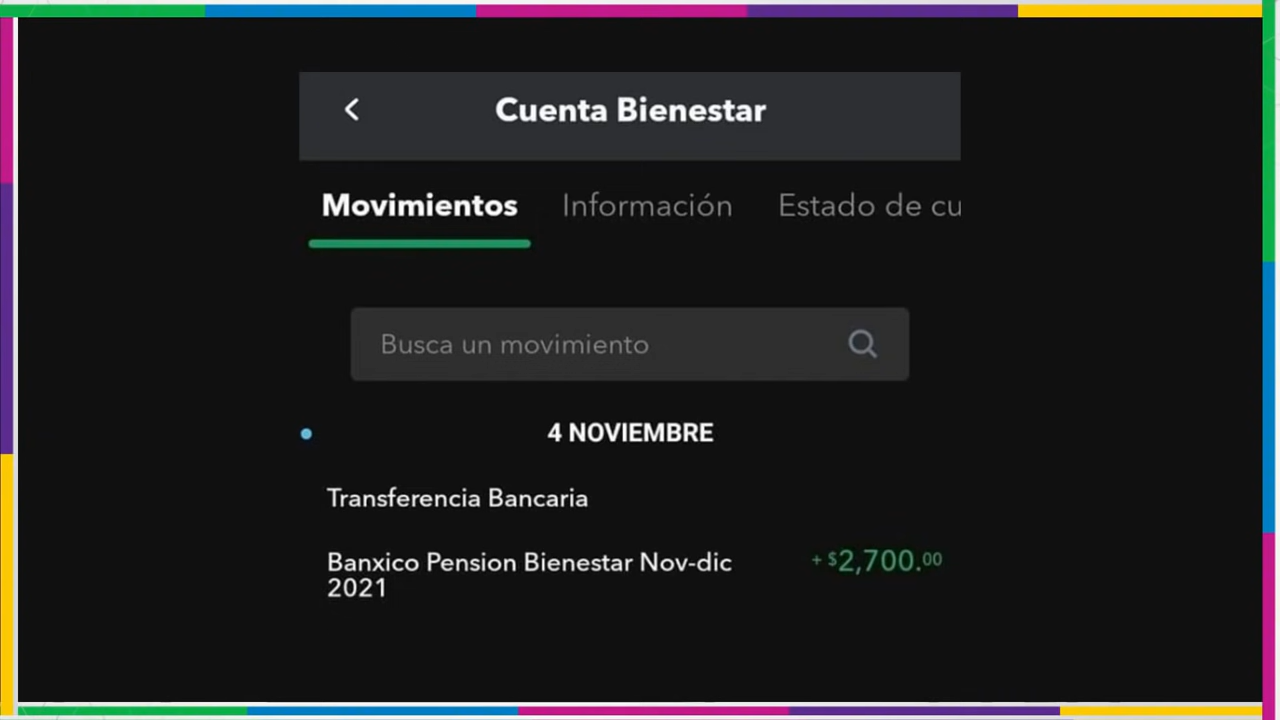 Cuenta Bienestar
Movimientos Información Estado de cu
Busca un movimiento
4 NOVIEMBRE
Transferencia Bancaria
Banxico Pension Bienestar Nov-dic + $2,700.00
2021